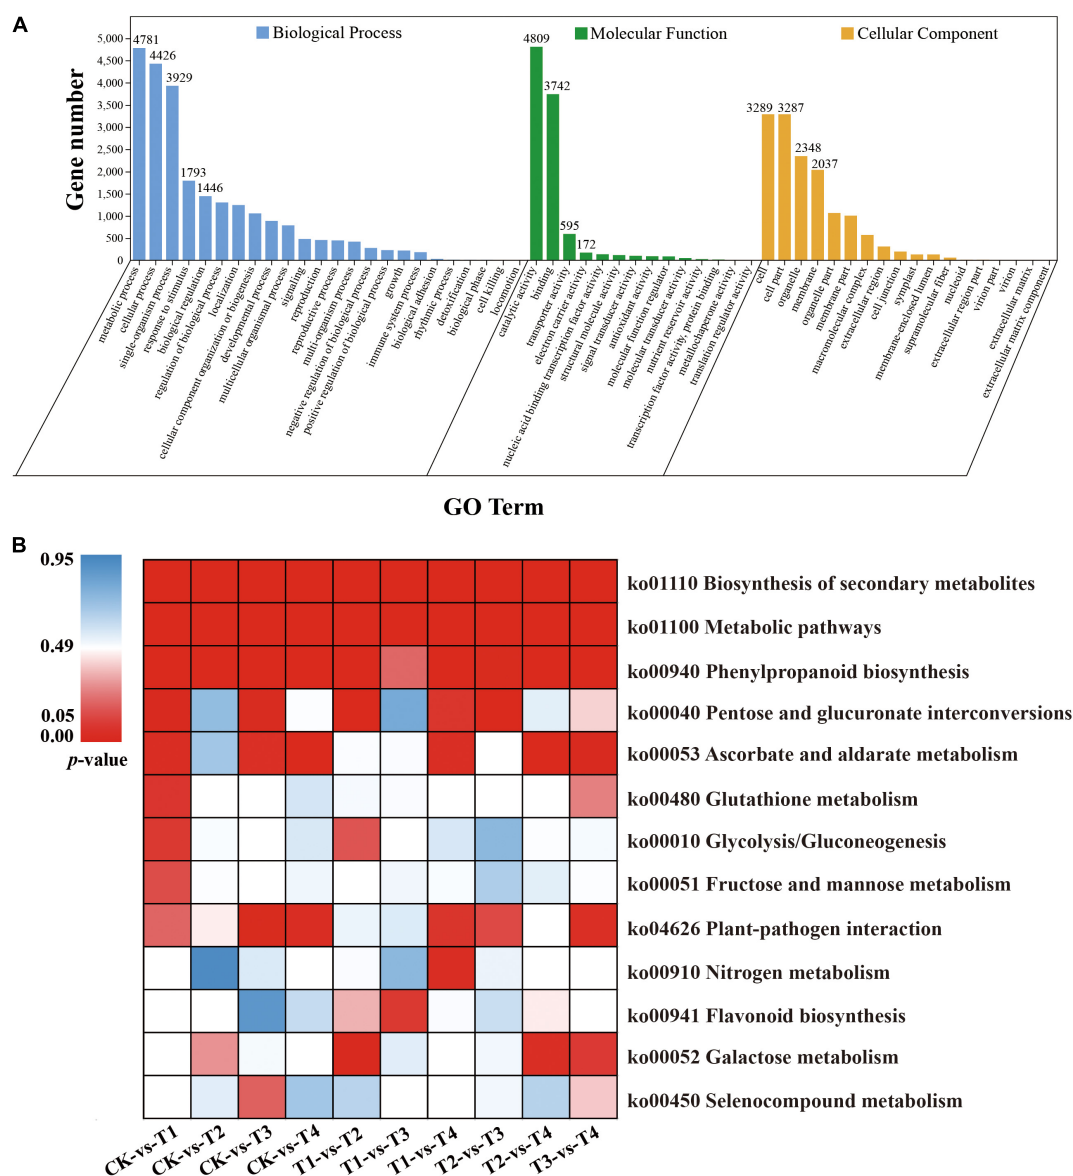 A
Biological Process
Molecular Function
Cellular Component
Gene number
5,000
4,500
4,000
3,500
3,000
2,500
2,000
1,500
1,000
500
0
4781
4426
3929
1793
1446
4809
3742
595
172
3289
3287
2348
2037
metabolic process
cellular process
single-organism process
response to stimulus
biological regulation
regulation of biological process
localization
cellular component organization or biogenesis
developmental process
multicellular organismal process
signaling
reproduction
reproductive process
multi-organism process
negative regulation of biological process
positive regulation of biological process
growth
immune system process
biological adhesion
rhythmic process
detoxification
biological phase
cell killing
locomotion
catalytic activity
binding
transporter activity
electron carrier activity
nucleic acid binding transcription factor activity
structural molecule activity
signal transducer activity
antioxidant activity
molecular function regulator
molecular transducer activity
nutrient reservoir activity
transcription factor activity, protein binding
metallochaperone activity
translation regulator activity
cell
cell part
organelle
membrane
organelle part
membrane part
macromolecular complex
extracellular region
cell junction
symplast
membrane-enclosed lumen
supramolecular fiber
nucleoid
extracellular region part
virion part
virion
extracellular matrix
extracellular matrix component
GO Term
B
0.95
0.49
0.05
0.00
p-value
ko01110 Biosynthesis of secondary metabolites
ko01100 Metabolic pathways
ko00940 Phenylpropanoid biosynthesis
ko00040 Pentose and glucuronate interconversions
ko00053 Ascorbate and aldarate metabolism
ko00480 Glutathione metabolism
ko00010 Glycolysis/Gluconeogenesis
ko00051 Fructose and mannose metabolism
ko04626 Plant-pathogen interaction
ko00910 Nitrogen metabolism
ko00941 Flavonoid biosynthesis
ko00052 Galactose metabolism
ko00450 Selenocompound metabolism
CK-vs-T1
CK-vs-T2
CK-vs-T3
CK-vs-T4
T1-vs-T2
T1-vs-T3
T1-vs-T4
T2-vs-T3
T2-vs-T4
T3-vs-T4